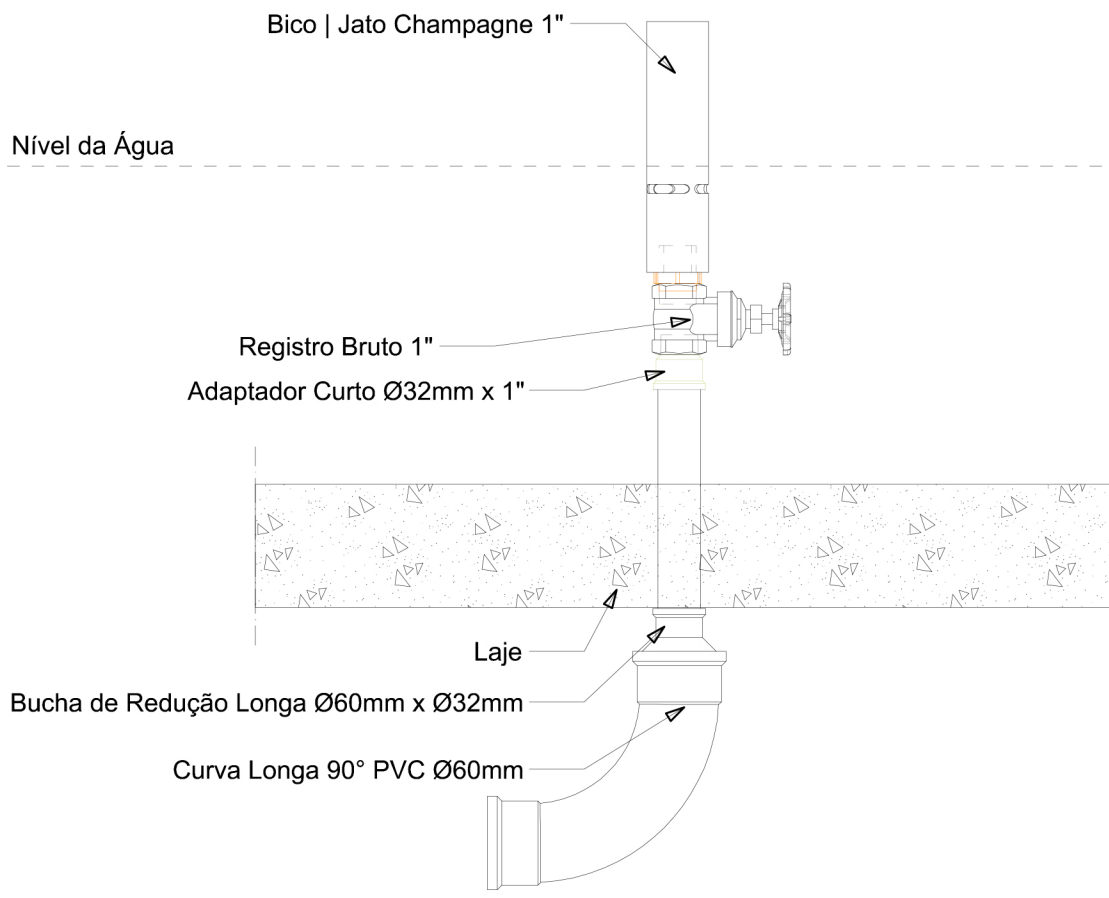 Bico | Jato Champagne 1"
Nível da Água
Registro Bruto 1"
Adaptador Curto Ø32mm x 1"
Laje
Bucha de Redução Longa Ø60mm x Ø32mm
Curva Longa 90° PVC Ø60mm